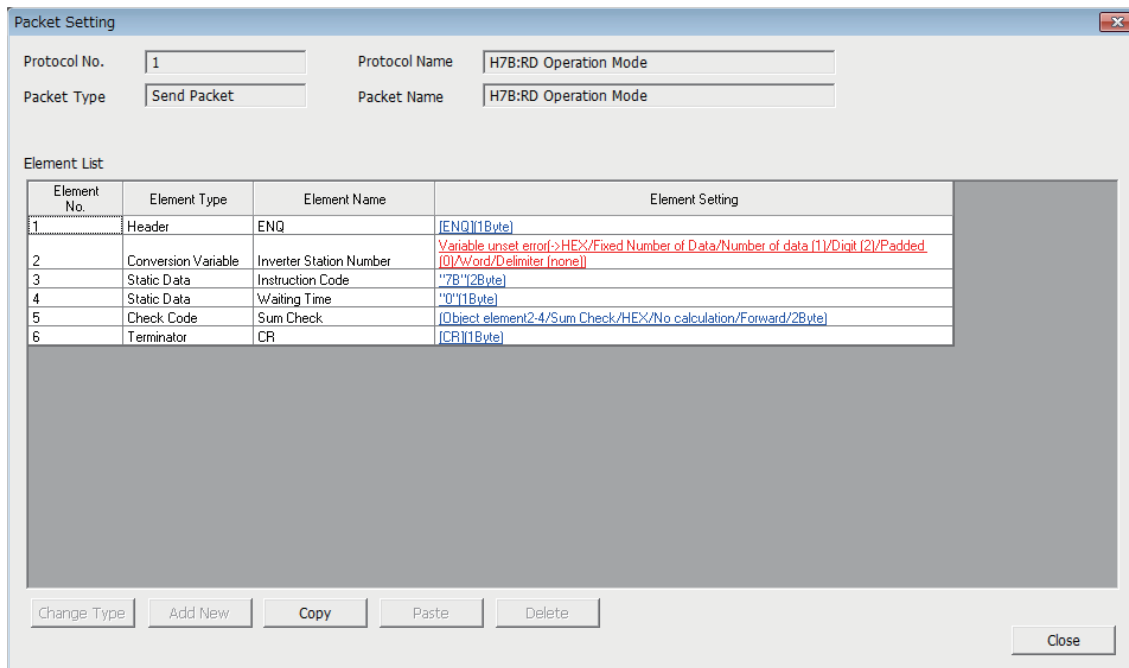 Packet Setting
Protocol No. 1 Protocol Name H7B:RD Operation Mode
Packet Type Send Packet Packet Name H7B:RD Operation Mode
Element List
Element No. Element Type Element Name Element Setting
1 Header ENQ [ENQ](1Byte)
2 Conversion Variable Inverter Station Number Variable unset error(->HEX/Fixed Number of Data/Number of data (1)/Digit (2)/Padded
(0)/Word/Delimiter (none))
3 Static Data Instruction Code "7B"(2Byte)
4 Static Data Waiting Time "0"(1Byte)
5 Check Code Sum Check (Object element2-4/Sum Check/HEX/No calculation/Forward/2Byte)
6 Terminator CR [CR](1Byte)
Change Type Add New Copy Paste Delete
Close